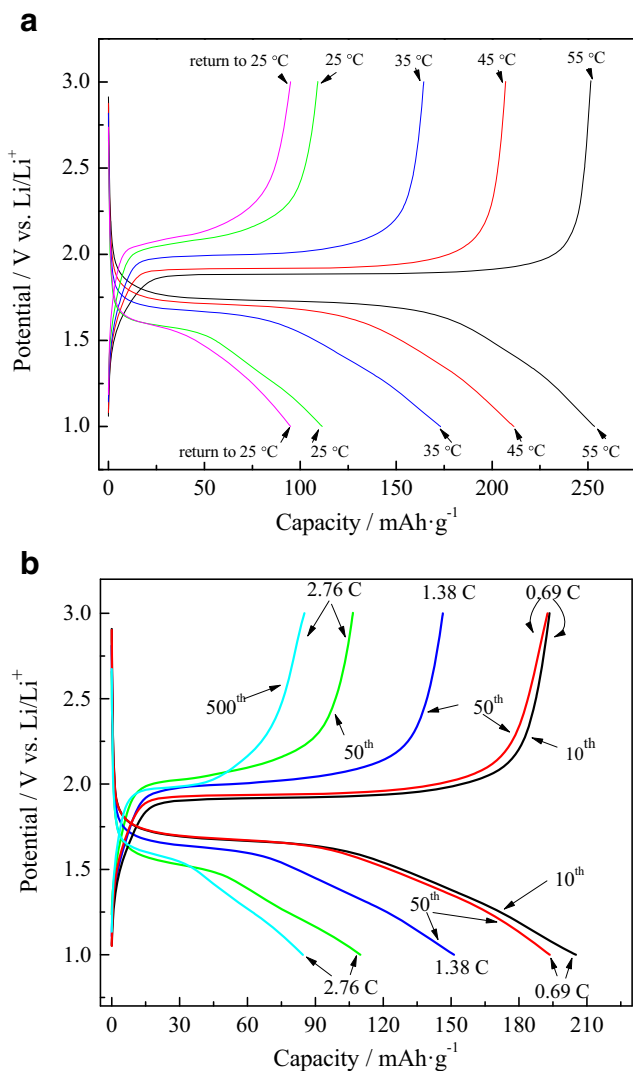 a
return to 25 °C 25 °C 35 °C 45 °C 55 °C
3.0
2.5
2.0
1.5
1.0
Potential / V vs. Li/Li⁺
return to 25 °C 25 °C 35 °C 45 °C 55 °C
0 50 100 150 200 250
Capacity / mAh·g⁻¹
b
2.76 C 1.38 C 0.69 C
3.0
500ᵗʰ 50ᵗʰ 50ᵗʰ 10ᵗʰ
2.5
2.0
1.5
1.0
Potential / V vs. Li/Li⁺
10ᵗʰ
50ᵗʰ
2.76 C 1.38 C 0.69 C
0 30 60 90 120 150 180 210
Capacity / mAh·g⁻¹